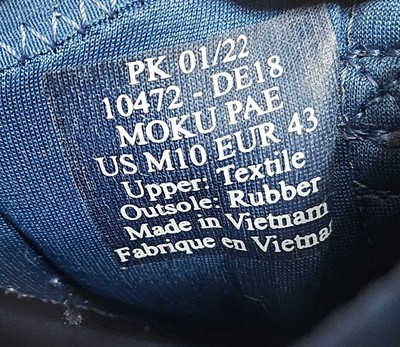 PK 01/22
10472 - DE18
MOKU PAE
US M10 EUR 43
Upper: Textile
Outsole: Rubber
Made in Vietnam
Fabrique en Vietnam